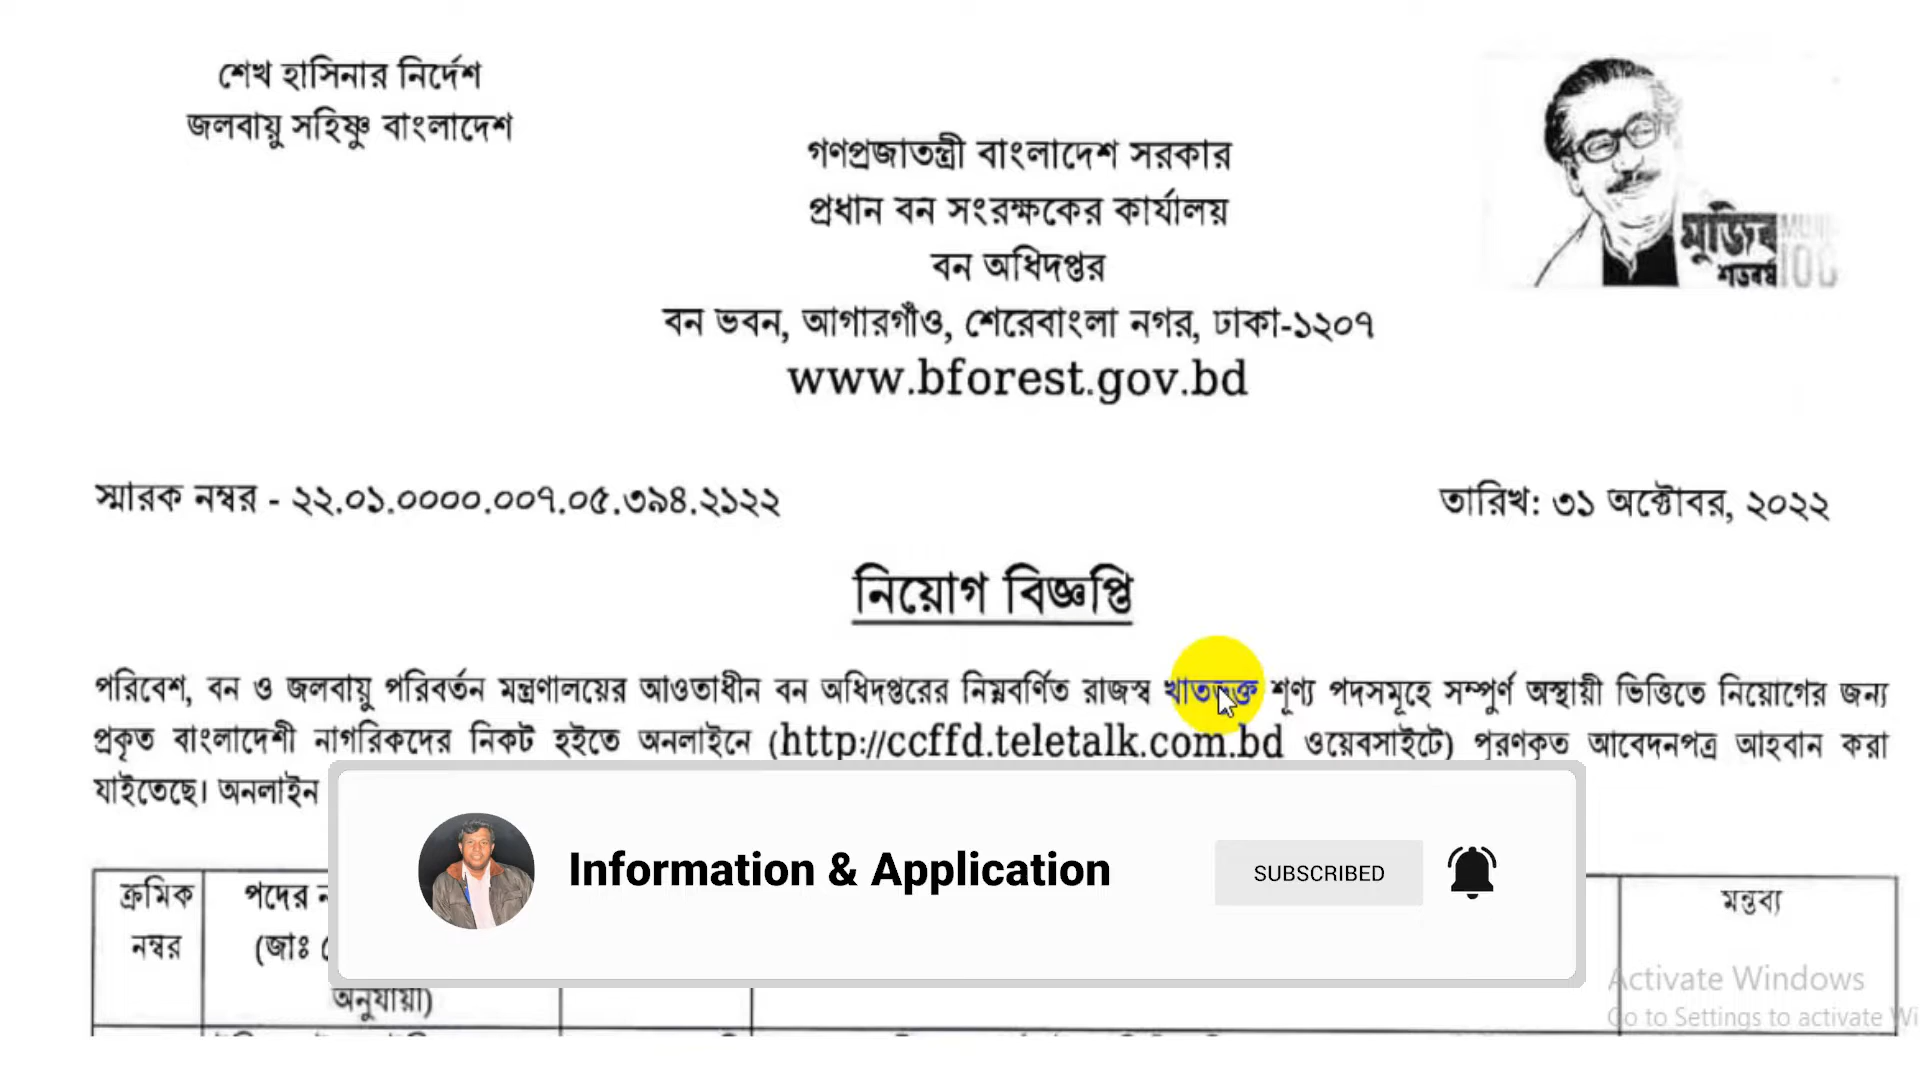 শেখ হাসিনার নির্দেশ
জলবায়ু সহিষ্ণু বাংলাদেশ
গণপ্রজাতন্ত্রী বাংলাদেশ সরকার
প্রধান বন সংরক্ষকের কার্যালয়
বন অধিদপ্তর
বন ভবন, আগারগাঁও, শেরেবাংলা নগর, ঢাকা-১২০৭
www.bforest.gov.bd
মুজিব
শতবর্ষ 100
স্মারক নম্বর - ২২.০১.০০০০.০০৭.০৫.৩৯৪.২১২২
তারিখ: ৩১ অক্টোবর, ২০২২
নিয়োগ বিজ্ঞপ্তি
পরিবেশ, বন ও জলবায়ু পরিবর্তন মন্ত্রণালয়ের আওতাধীন বন অধিদপ্তরের নিম্নবর্ণিত রাজস্ব খাতভুক্ত শূণ্য পদসমূহে সম্পূর্ণ অস্থায়ী ভিত্তিতে নিয়োগের জন্য
প্রকৃত বাংলাদেশী নাগরিকদের নিকট হইতে অনলাইনে (http://ccffd.teletalk.com.bd ওয়েবসাইটে) পূরণকৃত আবেদনপত্র আহবান করা
যাইতেছে। অনলাইন
Information & Application
SUBSCRIBED
ক্রমিক
নম্বর
পদের
(জাঃ
অনুযায়ী)
মন্তব্য
Activate Windows
Go to Settings to activate